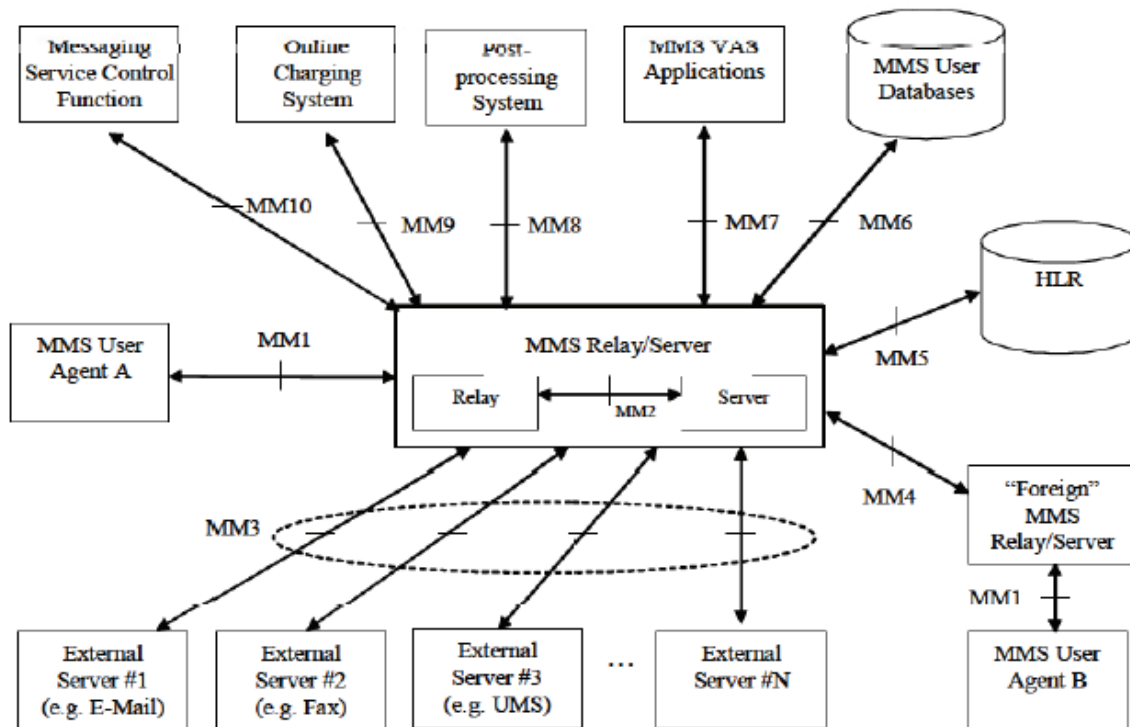 Messaging
Service Control
Function
Online
Charging
System
Post-
processing
System
MM3 VA3
Applications
MMS User
Databases
MM10
MM9
MM8
MM7
MM6
HLR
MM5
MMS User
Agent A
MM1
MMS Relay/Server
Relay
MM2
Server
MM4
"Foreign"
MMS
Relay/Server
MM3
MM1
External
Server #1
(e.g. E-Mail)
External
Server #2
(e.g. Fax)
External
Server #3
(e.g. UMS)
...
External
Server #N
MMS User
Agent B